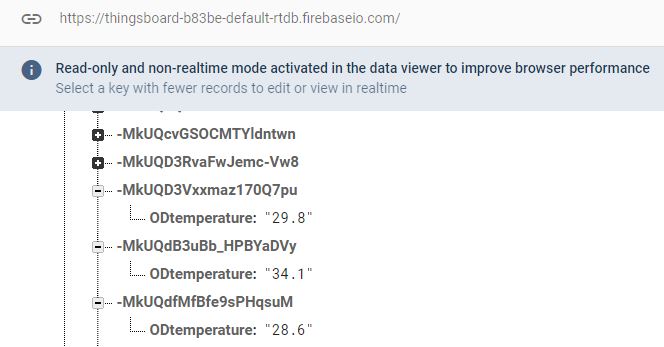 https://thingsboard-b83be-default-rtdb.firebaseio.com/
Read-only and non-realtime mode activated in the data viewer to improve browser performance
Select a key with fewer records to edit or view in realtime
-MkUQcvGSOCMTYldntwn
-MkUQD3RvaFwJemc-Vw8
-MkUQD3Vxxmaz170Q7pu
ODtemperature: "29.8"
-MkUQdB3uBb_HPBYaDVy
ODtemperature: "34.1"
-MkUQdfMfBfe9sPHqsuM
ODtemperature: "28.6"